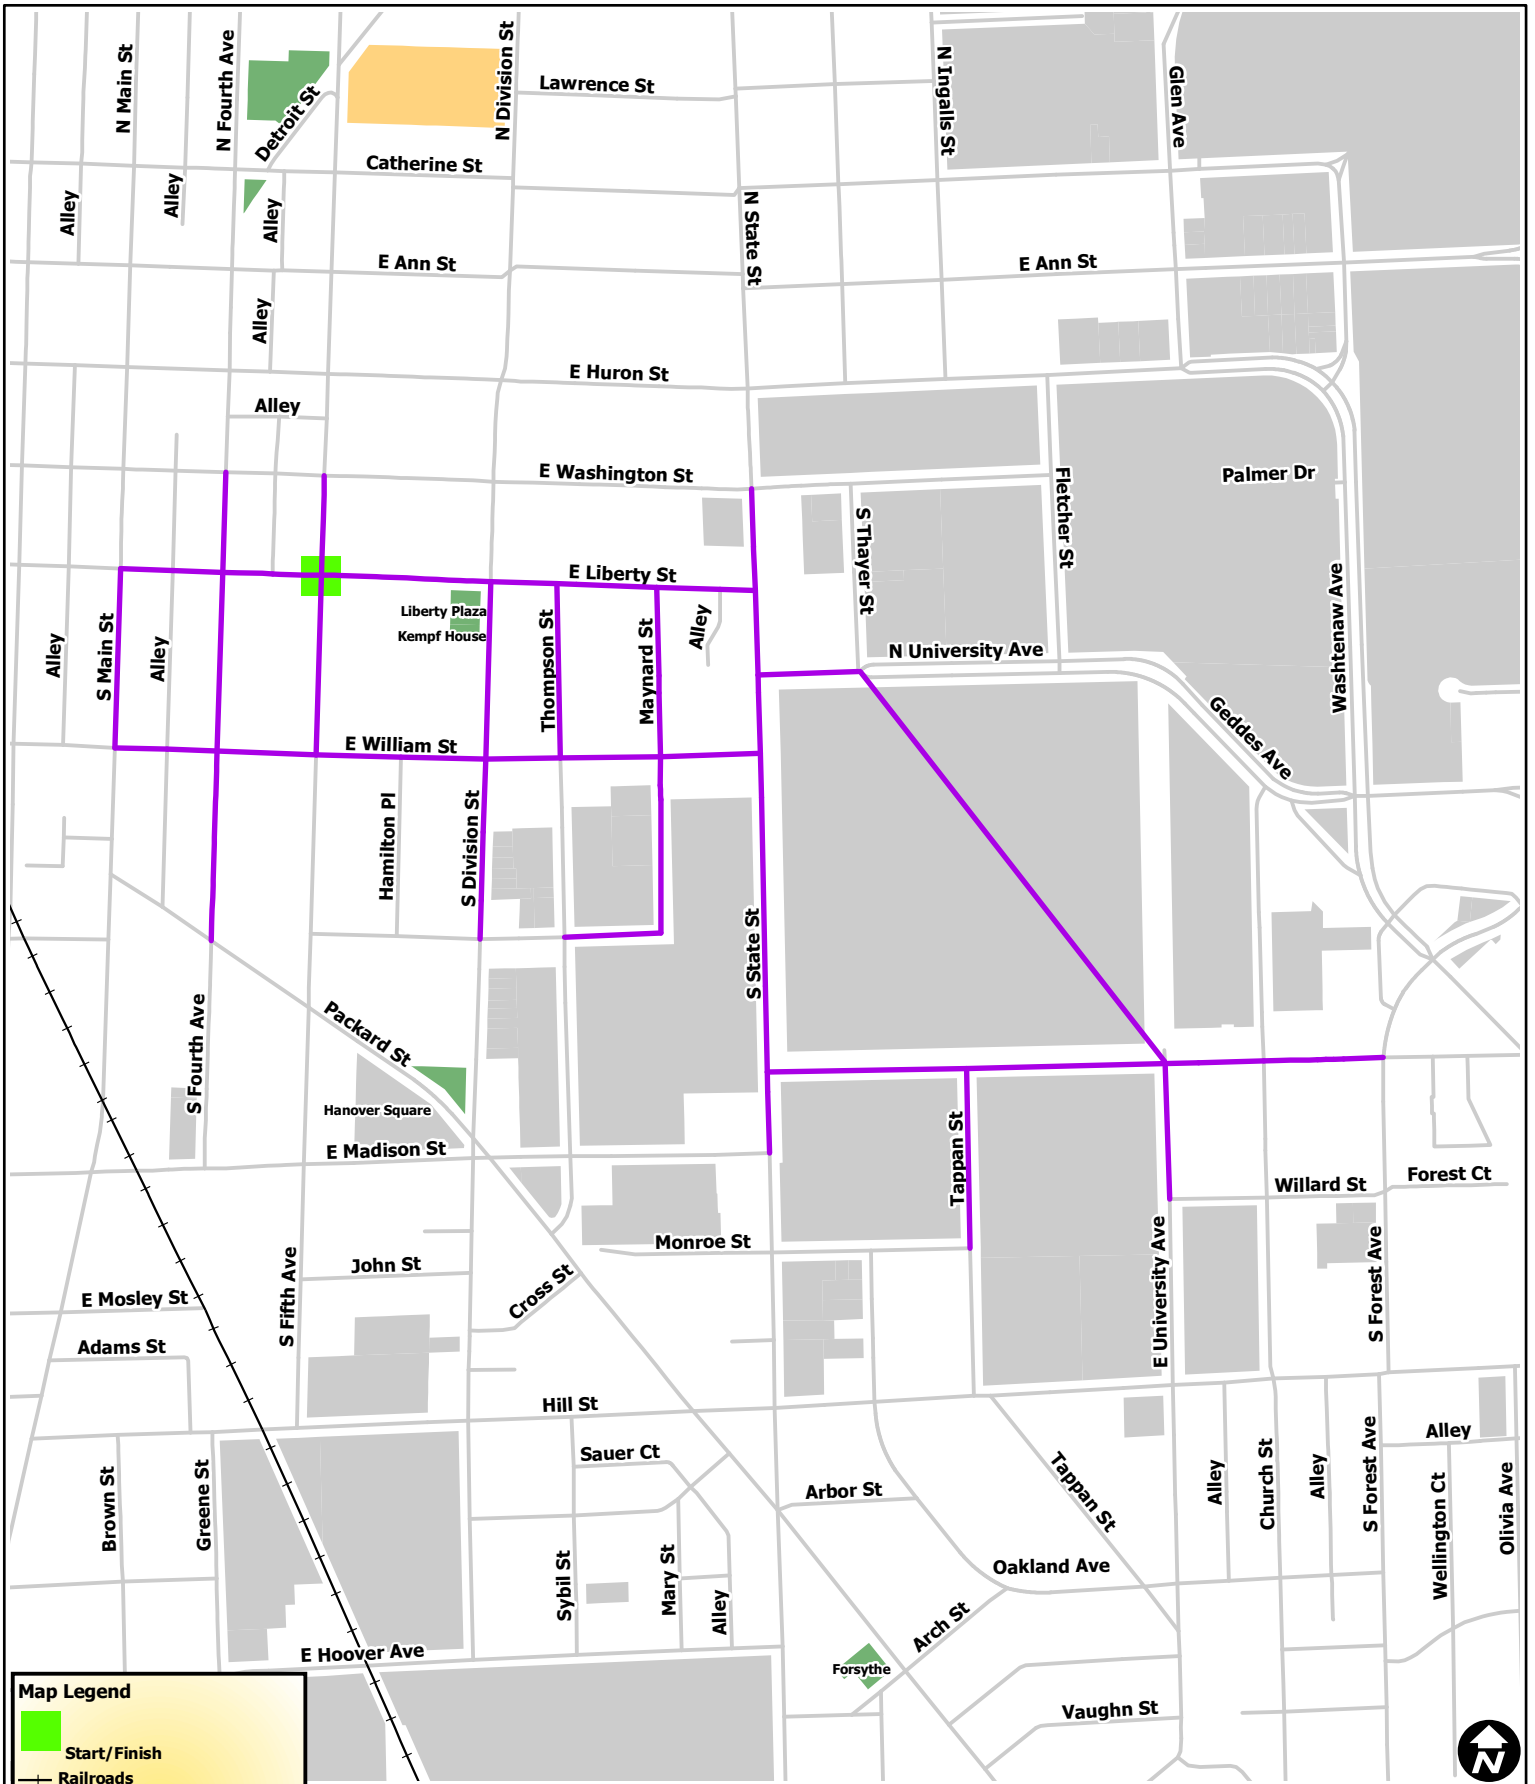 N Main St
N Fourth Ave
Detroit St
N Division St
Lawrence St
N Ingalls St
Glen Ave
Catherine St
Alley
Alley
Alley
N State St
E Ann St
E Ann St
Alley
E Huron St
Alley
E Washington St
Fletcher St
Palmer Dr
S Thayer St
E Liberty St
Liberty Plaza
Kempf House
Alley
S Main St
Alley
Thompson St
Maynard St
Alley
N University Ave
Washtenaw Ave
Geddes Ave
E William St
Hamilton Pl
S Division St
S State St
S Fourth Ave
Packard St
Hanover Square
E Madison St
Tappan St
Willard St
Forest Ct
Monroe St
John St
Cross St
S Fifth Ave
E University Ave
S Forest Ave
E Mosley St
Adams St
Hill St
Sauer Ct
Arbor St
Tappan St
Alley
Church St
Alley
S Forest Ave
Alley
Wellington Ct
Olivia Ave
Brown St
Greene St
Sybil St
Mary St
Alley
Oakland Ave
Arch St
E Hoover Ave
Forsythe
Vaughn St
Map Legend
Start/Finish
Railroads
N